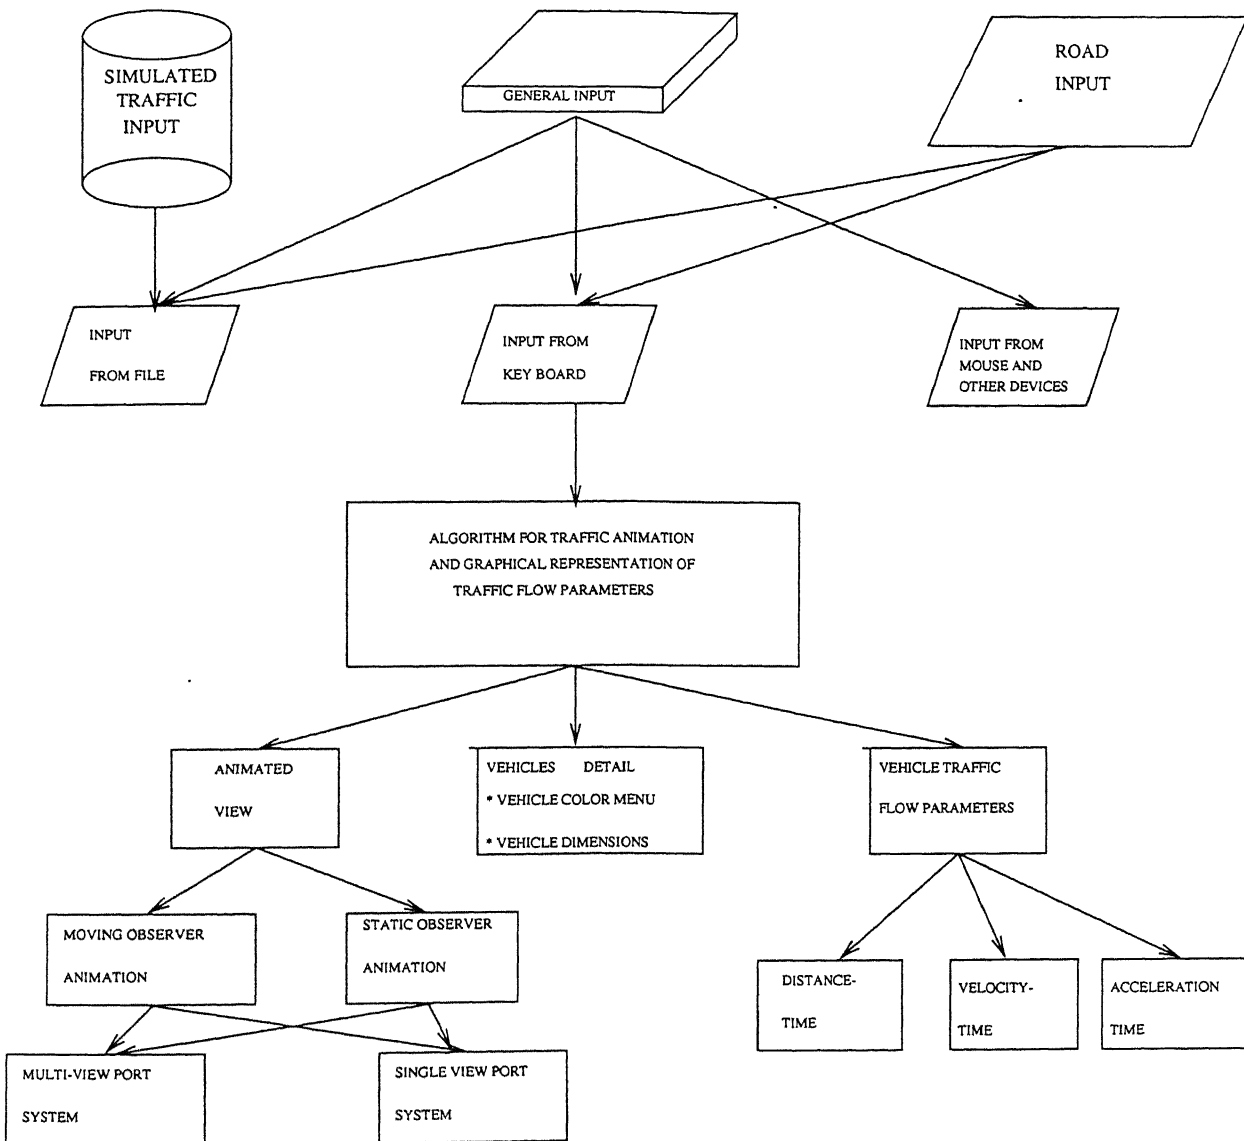 SIMULATED
TRAFFIC
INPUT
GENERAL INPUT
ROAD
INPUT
INPUT
FROM FILE
INPUT FROM
KEY BOARD
INPUT FROM
MOUSE AND
OTHER DEVICES
ALGORITHM FOR TRAFFIC ANIMATION
AND GRAPHICAL REPRESENTATION OF
TRAFFIC FLOW PARAMETERS
ANIMATED
VIEW
VEHICLES DETAIL
* VEHICLE COLOR MENU
* VEHICLE DIMENSIONS
VEHICLE TRAFFIC
FLOW PARAMETERS
MOVING OBSERVER
ANIMATION
STATIC OBSERVER
ANIMATION
DISTANCE-
TIME
VELOCITY-
TIME
ACCELERATION
TIME
MULTI-VIEW PORT
SYSTEM
SINGLE VIEW PORT
SYSTEM